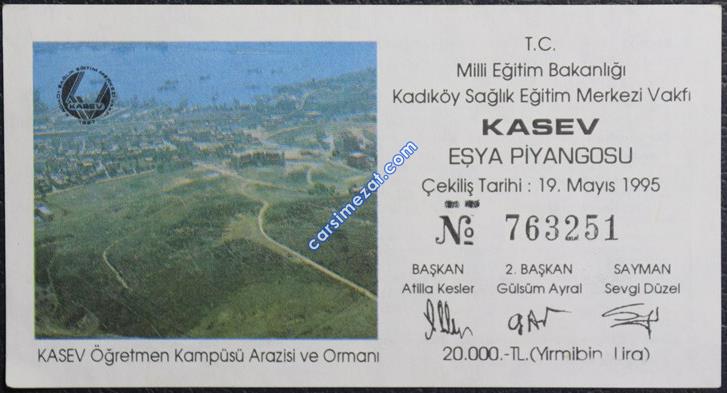 T.C.
Milli Eğitim Bakanlığı
Kadıköy Sağlık Eğitim Merkezi Vakfı
KASEV
EŞYA PİYANGOSU
Çekiliş Tarihi : 19. Mayıs 1995
№ 763251
BAŞKAN 2. BAŞKAN SAYMAN
Atilla Kesler Gülsüm Ayral Sevgi Düzel
20.000.-TL.(Yirmibin Lira)
KASEV
KASEV Öğretmen Kampüsü Arazisi ve Ormanı
carsimezat.com